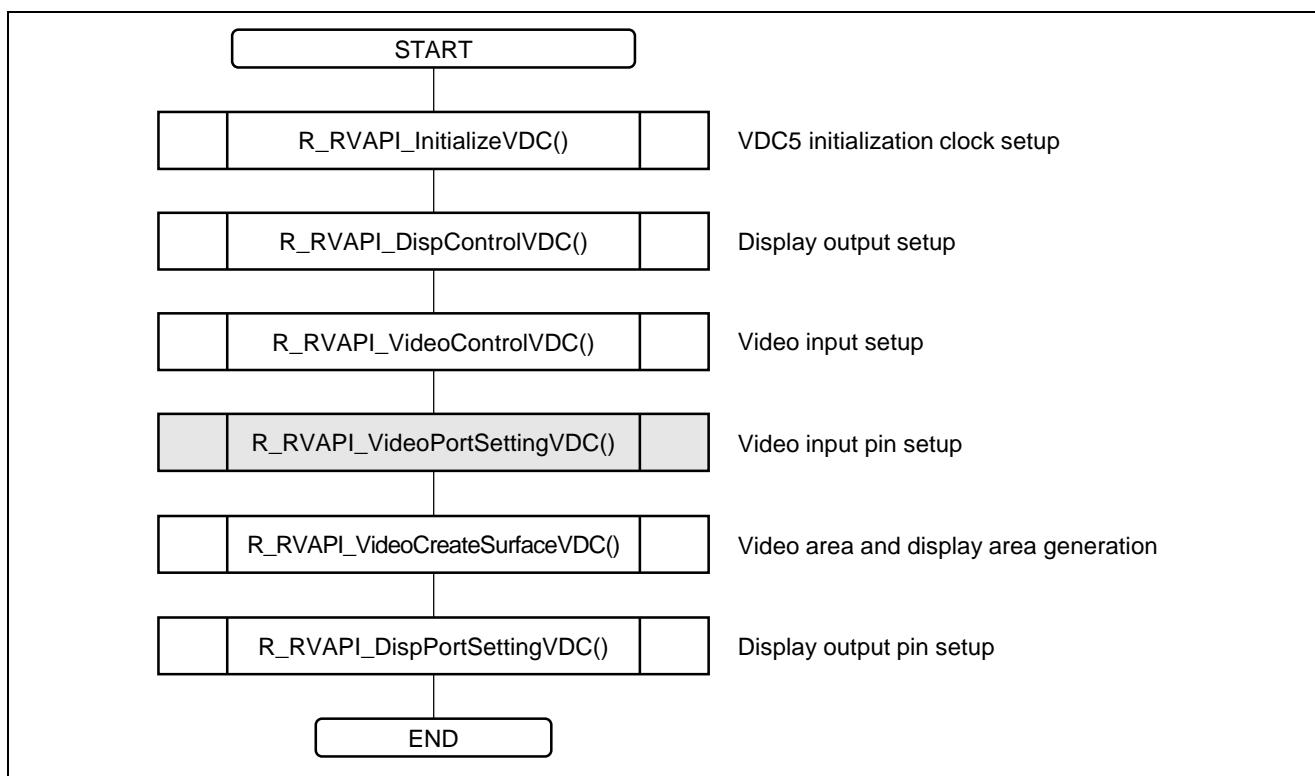 START
R_RVAPI_InitializeVDC() VDC5 initialization clock setup
R_RVAPI_DispControlVDC() Display output setup
R_RVAPI_VideoControlVDC() Video input setup
R_RVAPI_VideoPortSettingVDC() Video input pin setup
R_RVAPI_VideoCreateSurfaceVDC() Video area and display area generation
R_RVAPI_DispPortSettingVDC() Display output pin setup
END